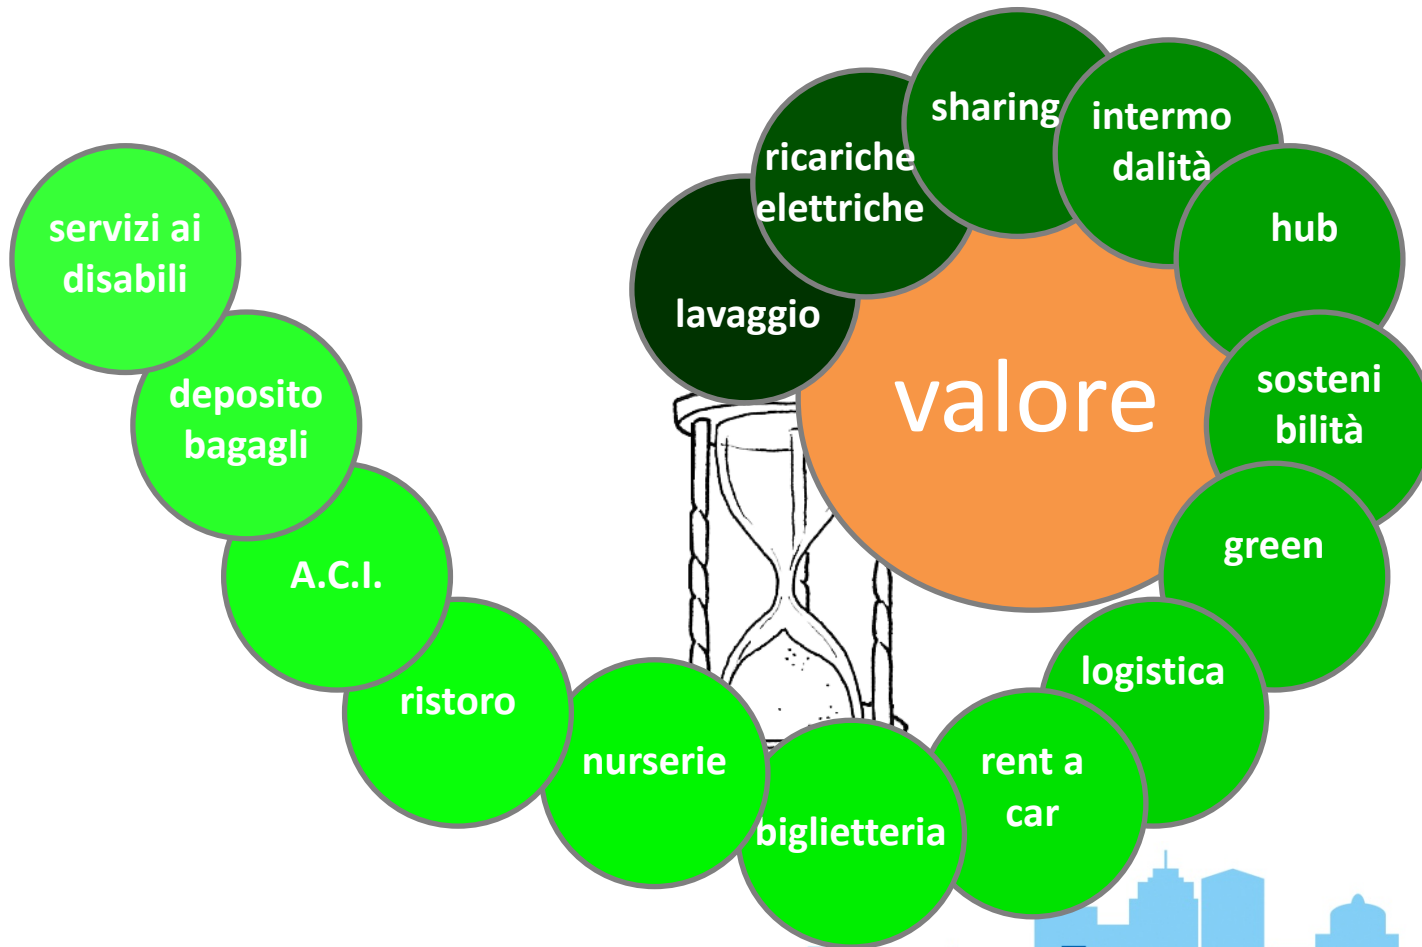 sharing
intermo
dalità
ricariche
elettriche
hub
servizi ai
disabili
lavaggio
valore
sosteni
bilità
deposito
bagagli
green
A.C.I.
logistica
ristoro
nurserie
rent a
car
biglietteria